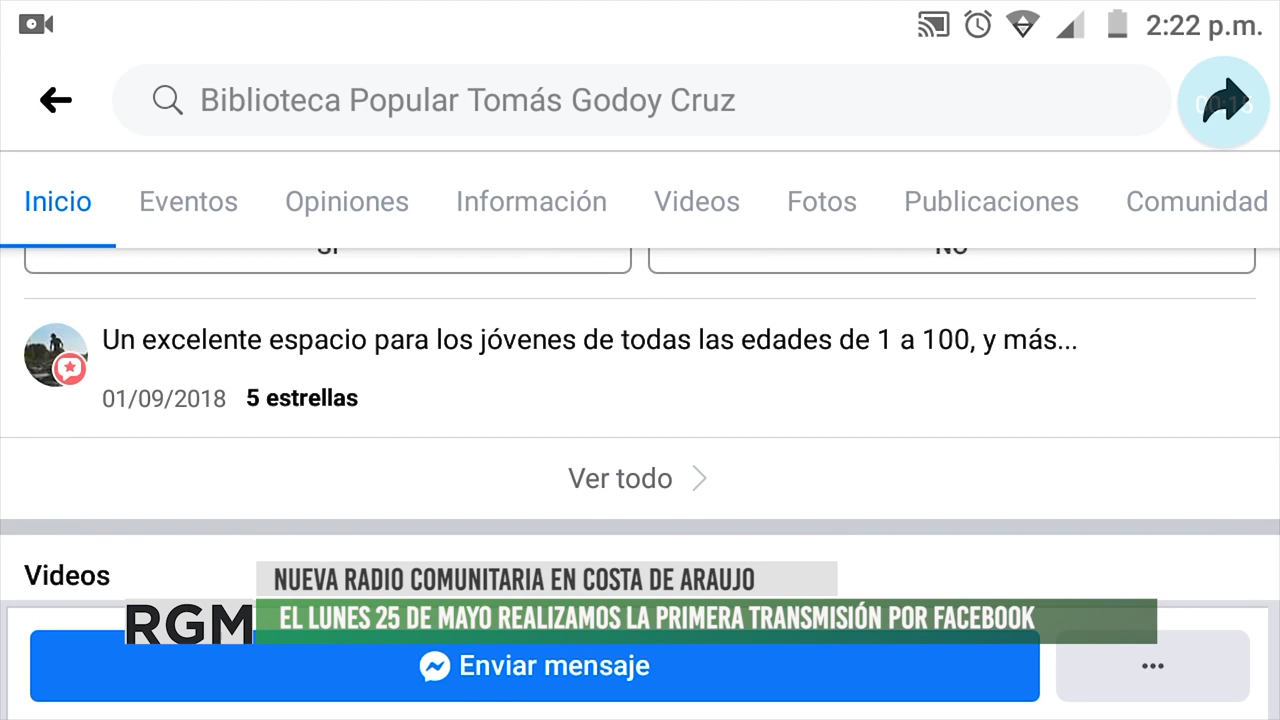 2:22 p.m.
Biblioteca Popular Tomás Godoy Cruz
Inicio Eventos Opiniones Información Videos Fotos Publicaciones Comunidad
Un excelente espacio para los jóvenes de todas las edades de 1 a 100, y más...
01/09/2018 5 estrellas
Ver todo
Videos
NUEVA RADIO COMUNITARIA EN COSTA DE ARAUJO
RGM EL LUNES 25 DE MAYO REALIZAMOS LA PRIMERA TRANSMISIÓN POR FACEBOOK
Enviar mensaje